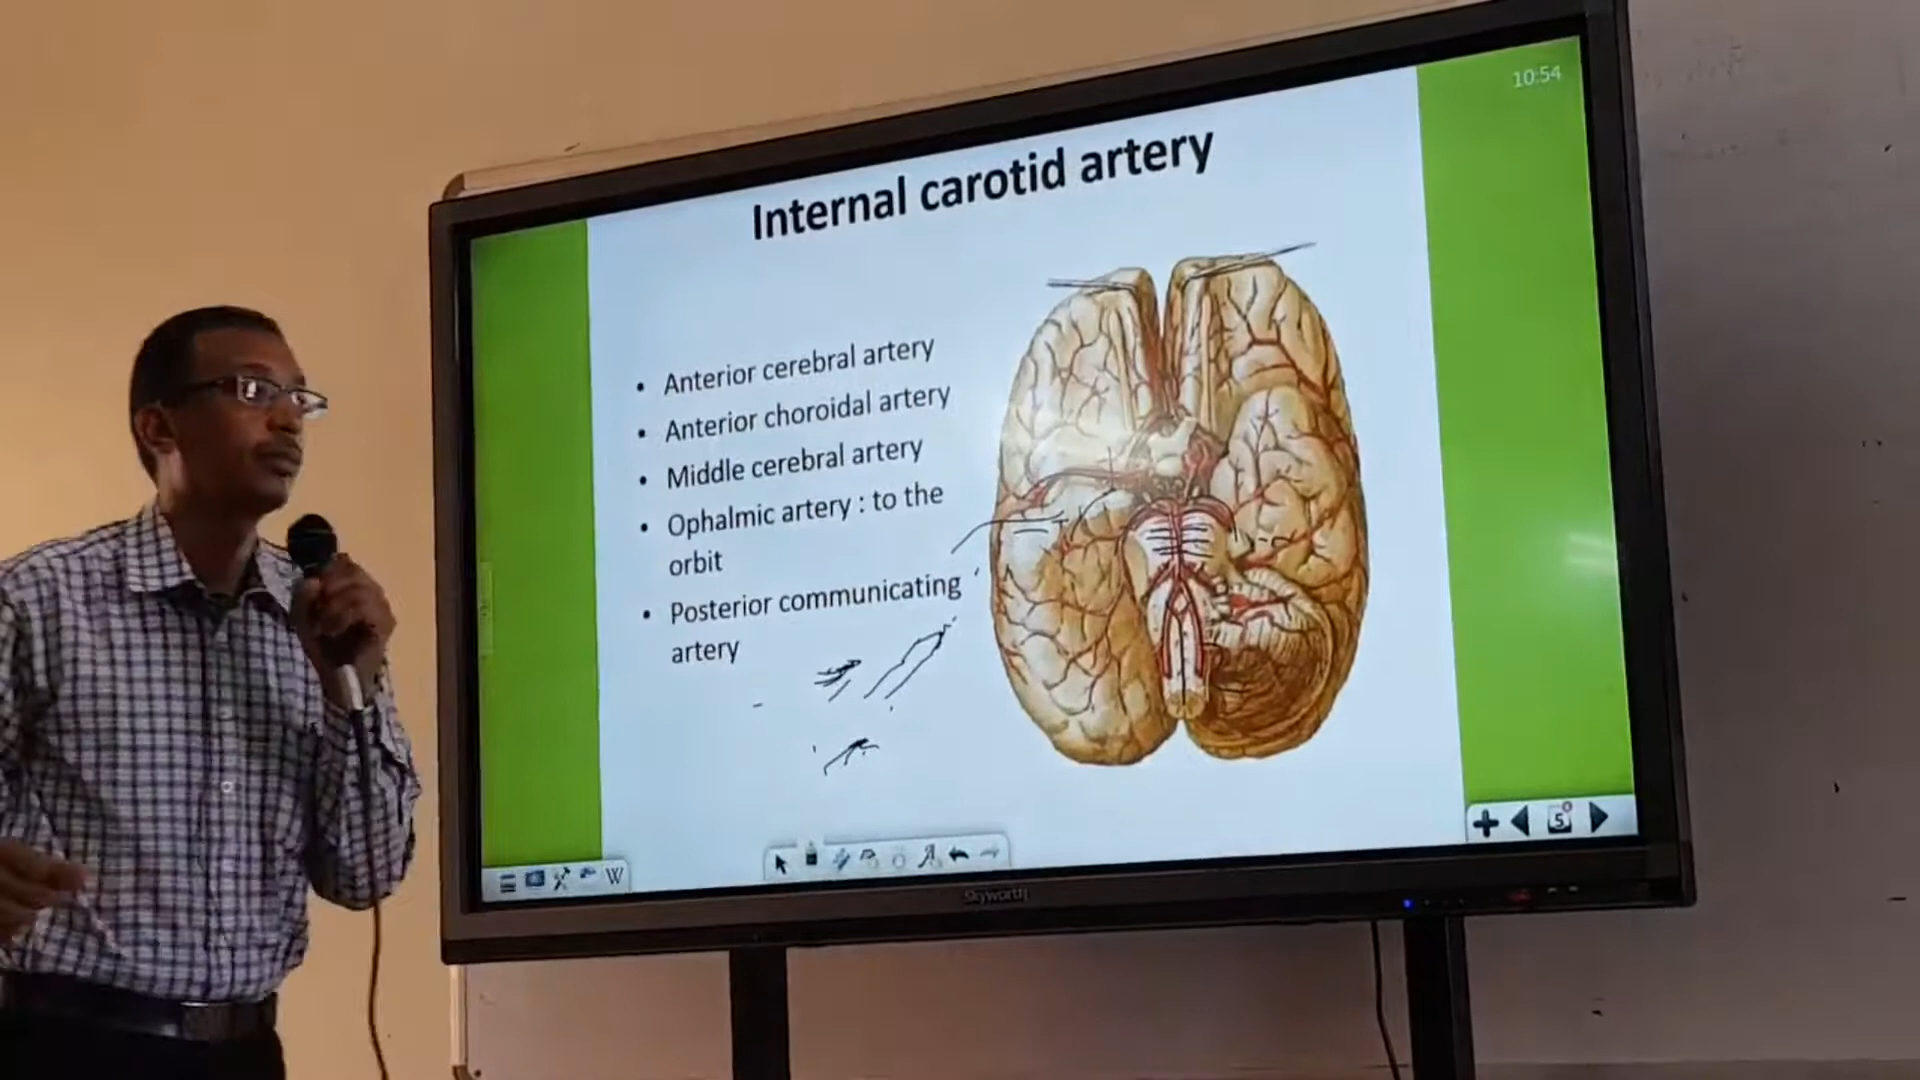 10:54
Internal carotid artery
• Anterior cerebral artery
• Anterior choroidal artery
• Middle cerebral artery
• Ophalmic artery : to the
orbit
• Posterior communicating
artery
5
W
Skyworth